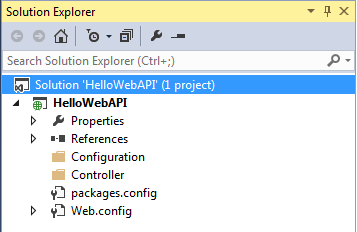 Solution Explorer
Search Solution Explorer (Ctrl+;)
Solution 'HelloWebAPI' (1 project)
HelloWebAPI
Properties
References
Configuration
Controller
packages.config
Web.config